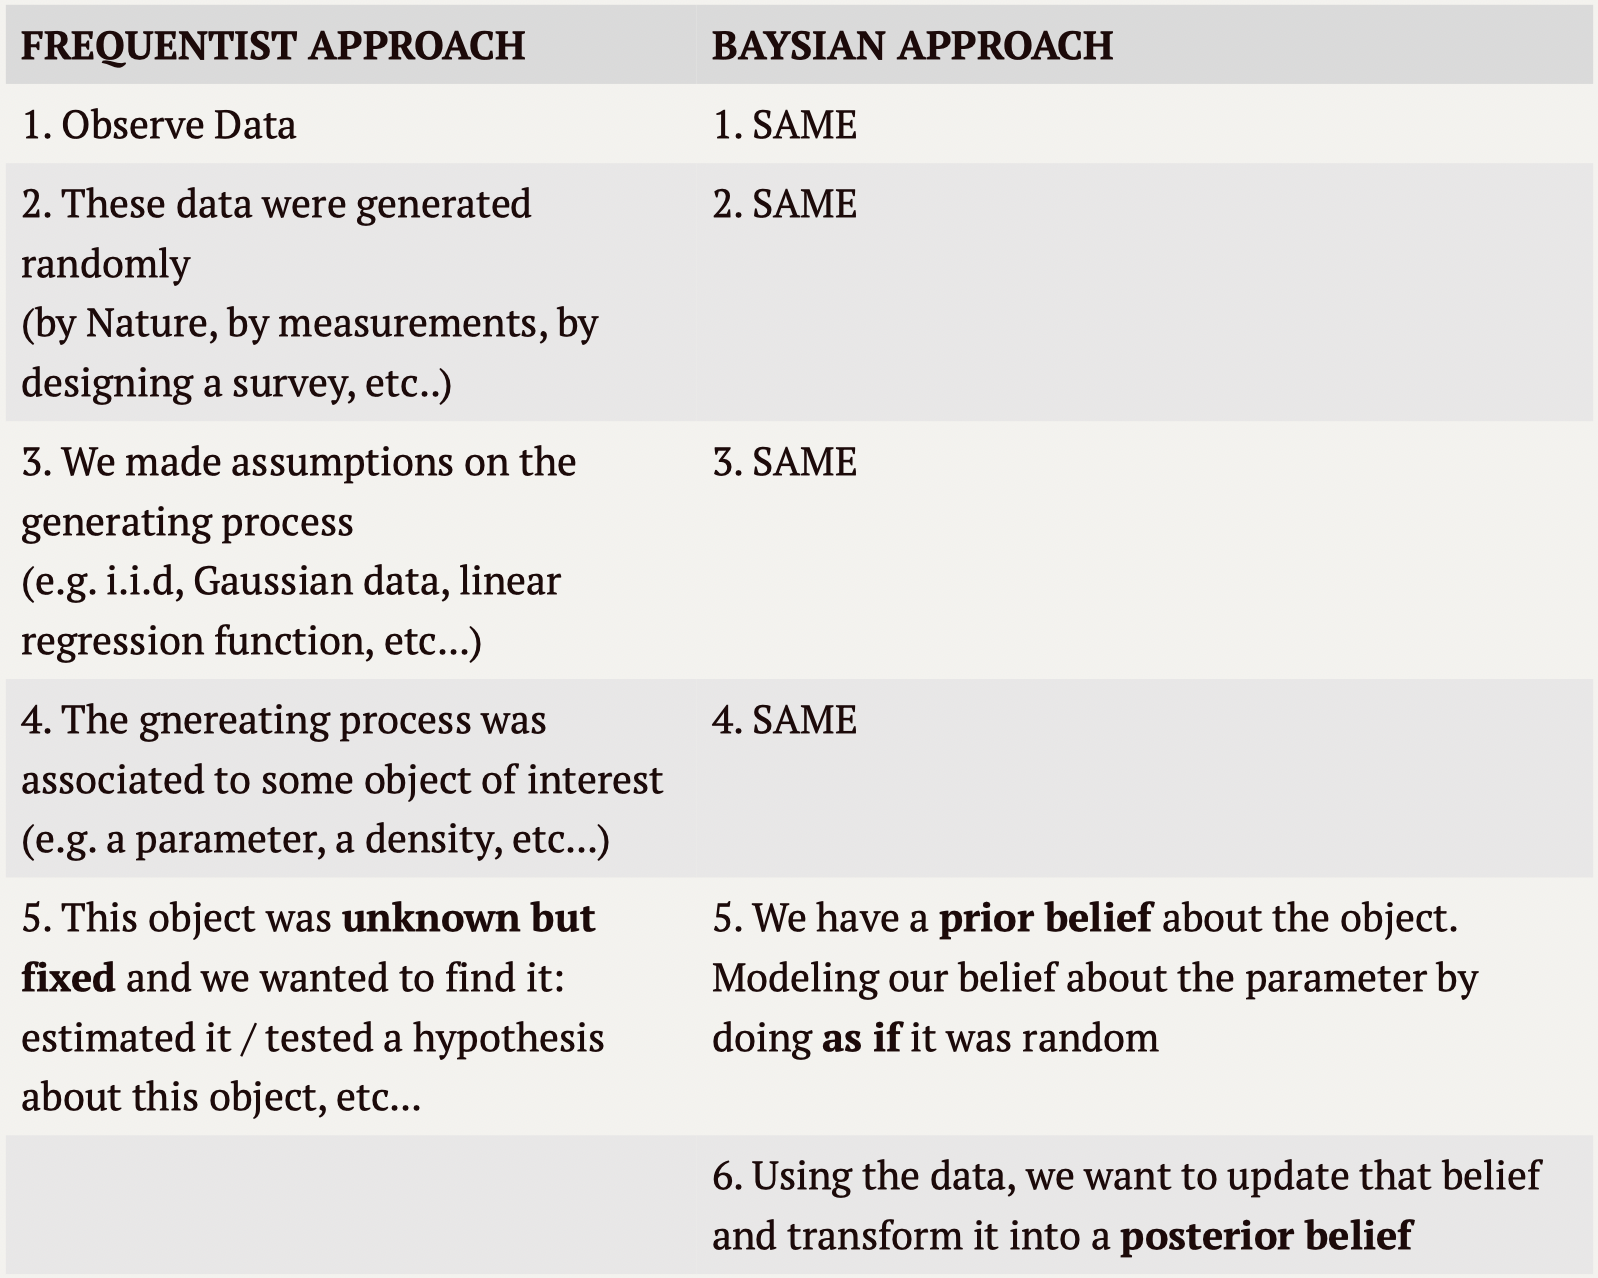 FREQUENTIST APPROACH
BAYSIAN APPROACH
1. Observe Data
1. SAME
2. These data were generated
randomly
(by Nature, by measurements, by
designing a survey, etc..)
2. SAME
3. We made assumptions on the
generating process
(e.g. i.i.d, Gaussian data, linear
regression function, etc...)
3. SAME
4. The gnereating process was
associated to some object of interest
(e.g. a parameter, a density, etc...)
4. SAME
5. This object was unknown but
fixed and we wanted to find it:
estimated it / tested a hypothesis
about this object, etc...
5. We have a prior belief about the object.
Modeling our belief about the parameter by
doing as if it was random
6. Using the data, we want to update that belief
and transform it into a posterior belief